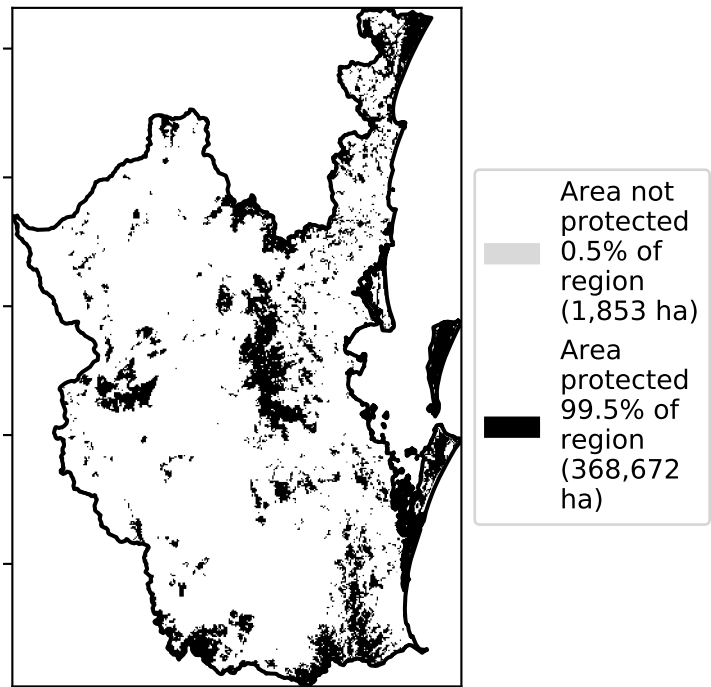 Area not
protected
0.5% of
region
(1,853 ha)
Area
protected
99.5% of
region
(368,672
ha)